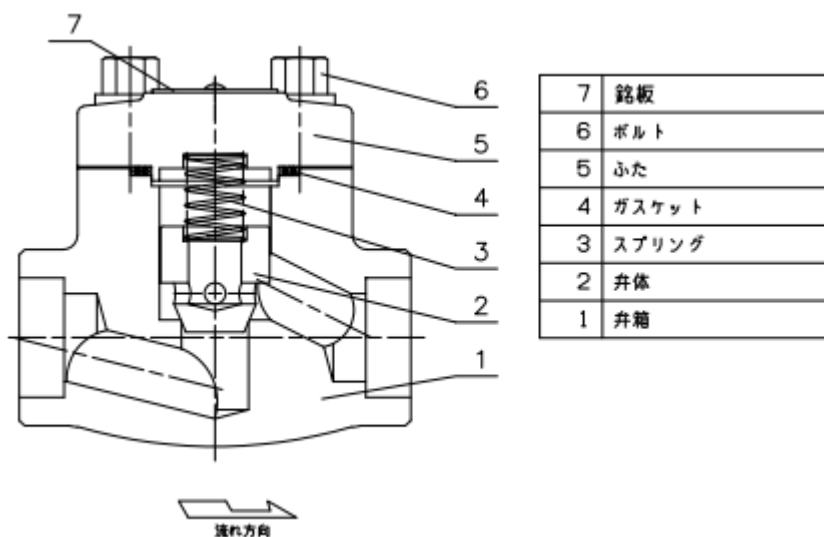 7
6
5
4
3
2
1
7 銘板
6 ボルト
5 ふた
4 ガスケット
3 スプリング
2 弁体
1 弁箱
流れ方向